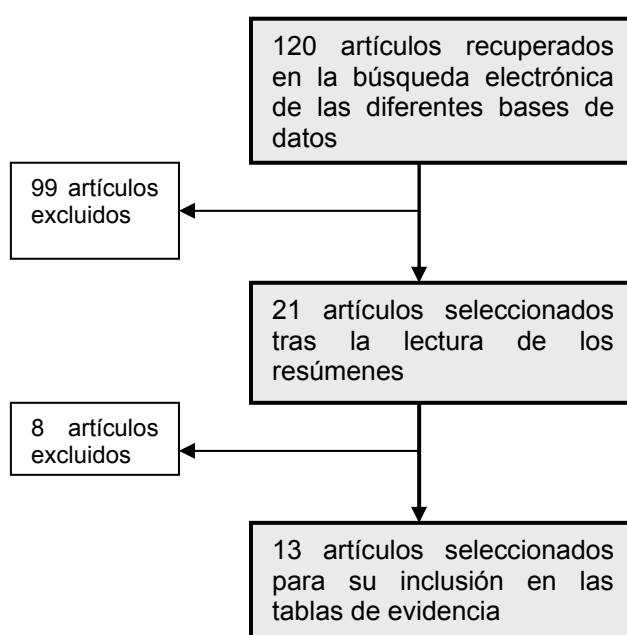 120 artículos recuperados
en la búsqueda electrónica
de las diferentes bases de
datos
99 artículos
excluidos
21 artículos seleccionados
tras la lectura de los
resúmenes
8 artículos
excluidos
13 artículos seleccionados
para su inclusión en las
tablas de evidencia